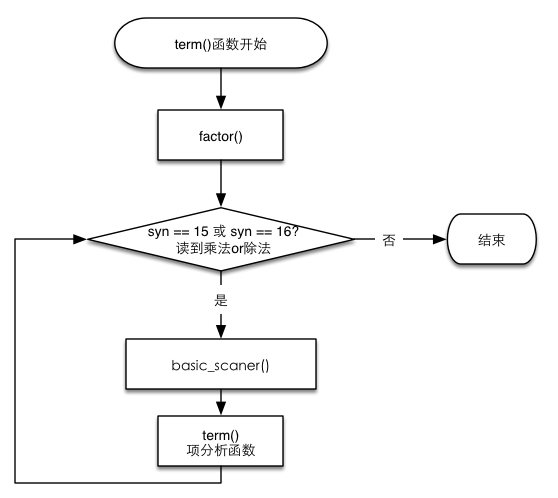 term()函数开始
factor()
syn == 15 或 syn == 16?
读到乘法or除法
否
结束
是
basic_scaner()
term()
项分析函数